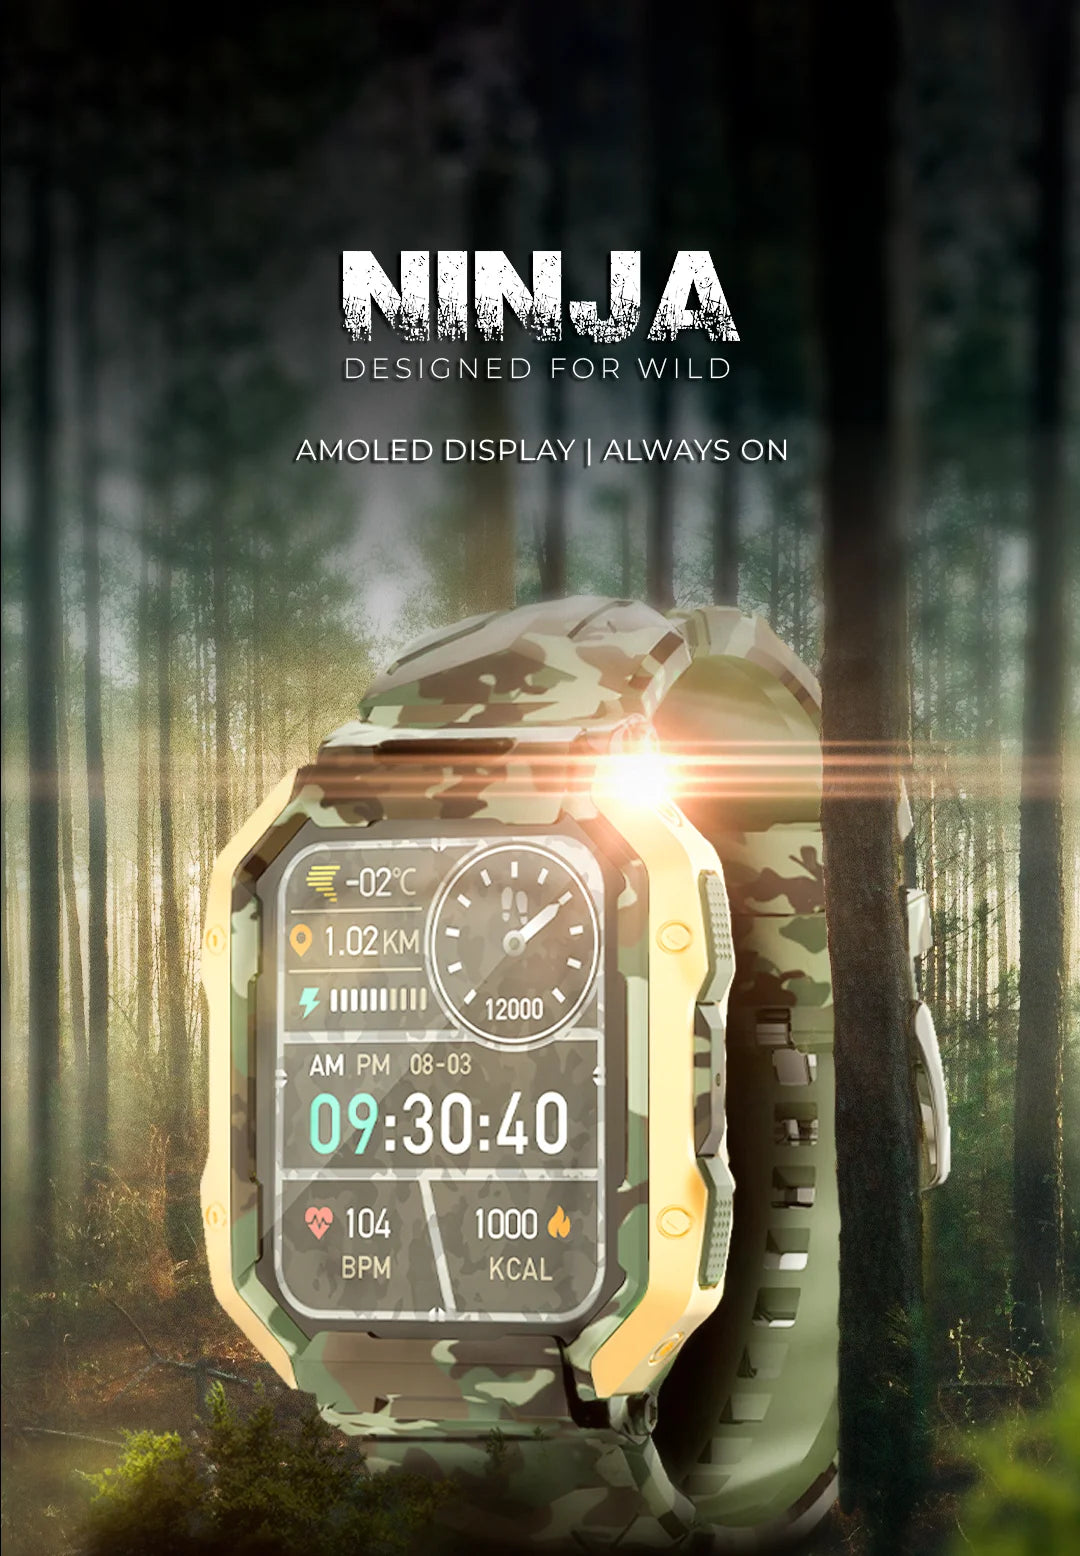 NINJA
DESIGNED FOR WILD
AMOLED DISPLAY | ALWAYS ON
-02°C
1.02KM
12000
AM PM 08-03
09:30:40
104
1000
BPM
KCAL